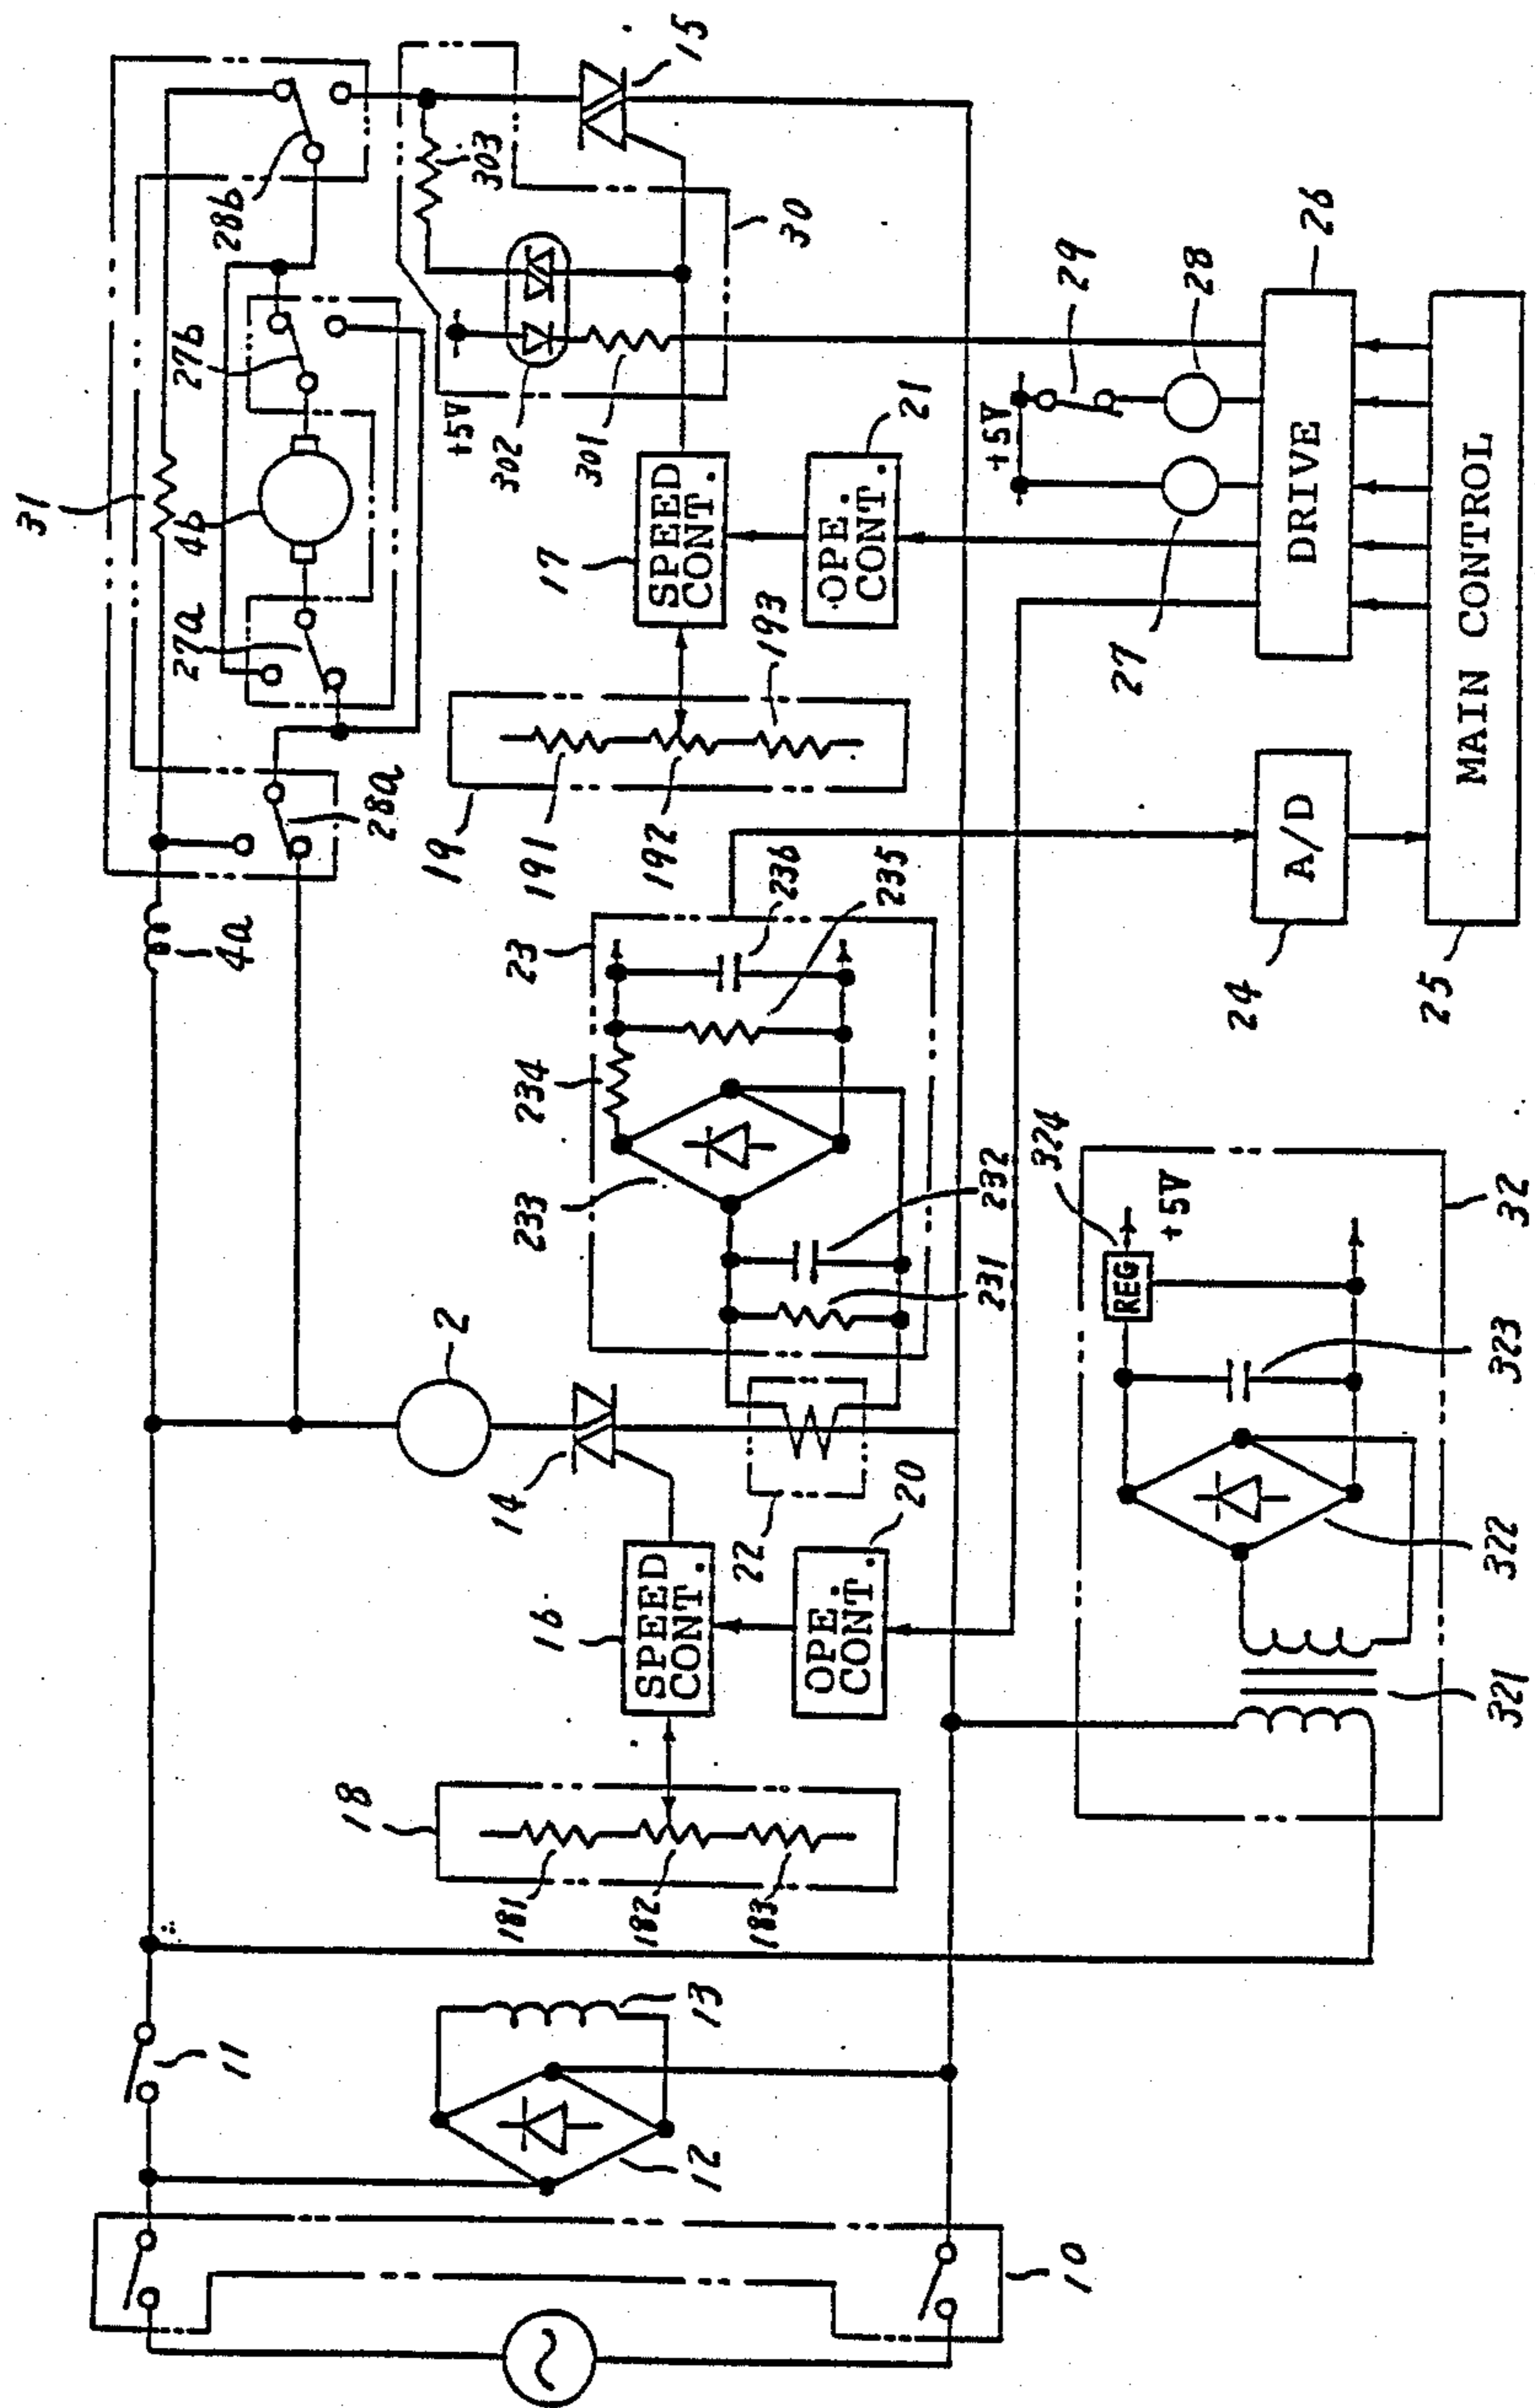 31
4b
27a
27b
28b
28a
4a
303
15
+5V
302
301
30
17
SPEED
CONT.
21
OPE.
CONT.
19
191
192
193
+5V
29
28
27
26
DRIVE
MAIN CONTROL
25
24
A/D
23
234
236
235
233
232
231
2
14
22
16
SPEED
CONT.
20
OPE.
CONT.
18
181
182
183
324
REG
+5V
32
323
322
321
11
13
12
10